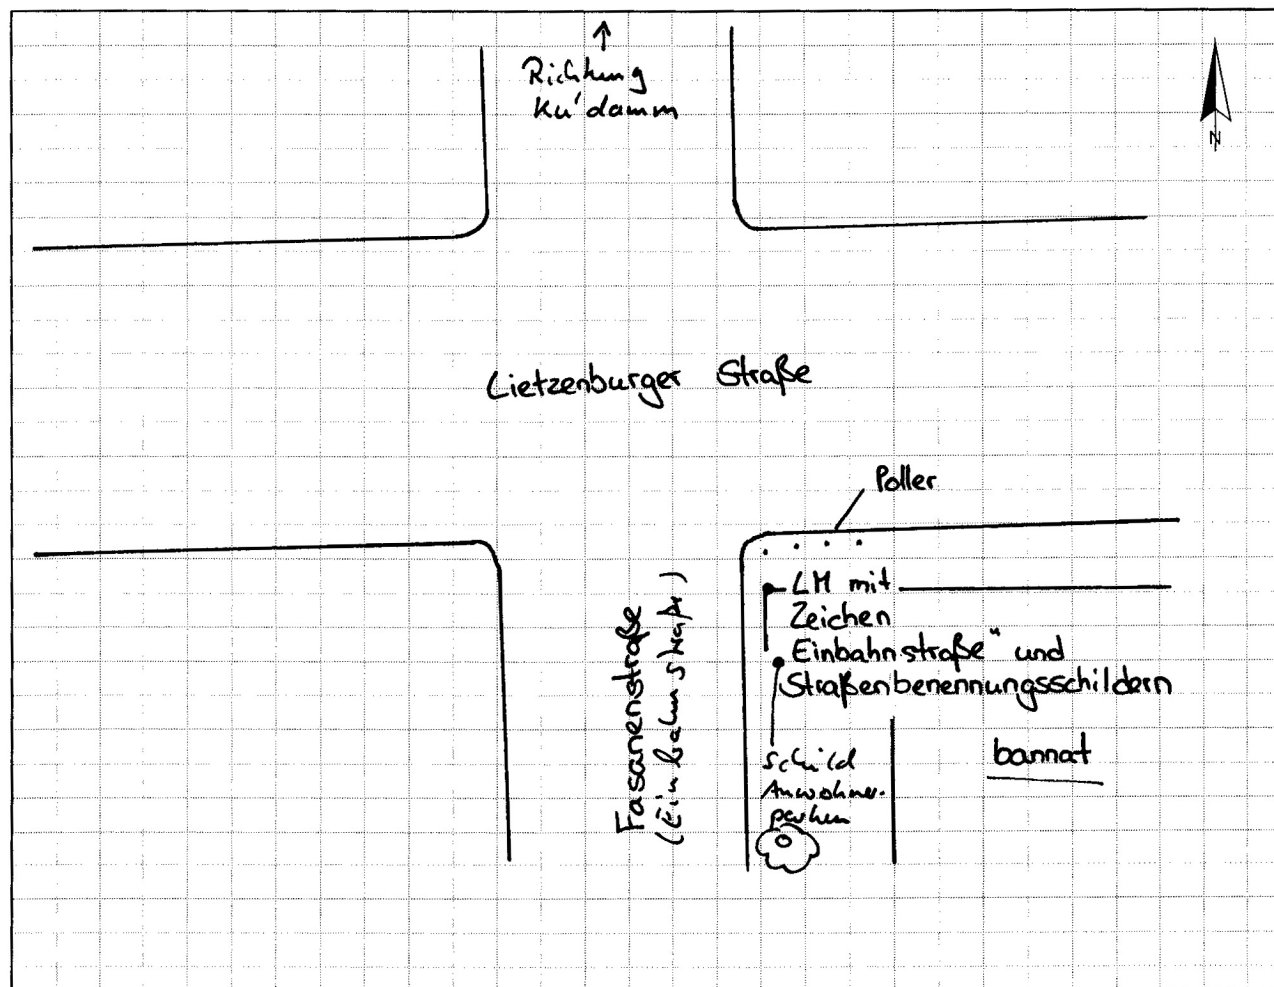 Richtung
Ku'damm
N
Lietzenburger Straße
Poller
LM mit
Zeichen
Einbahnstraße" und
Straßenbenennungsschildern
Fasanenstraße
(Einbahnstraße)
Schild
Anwohner-
parken
bannat